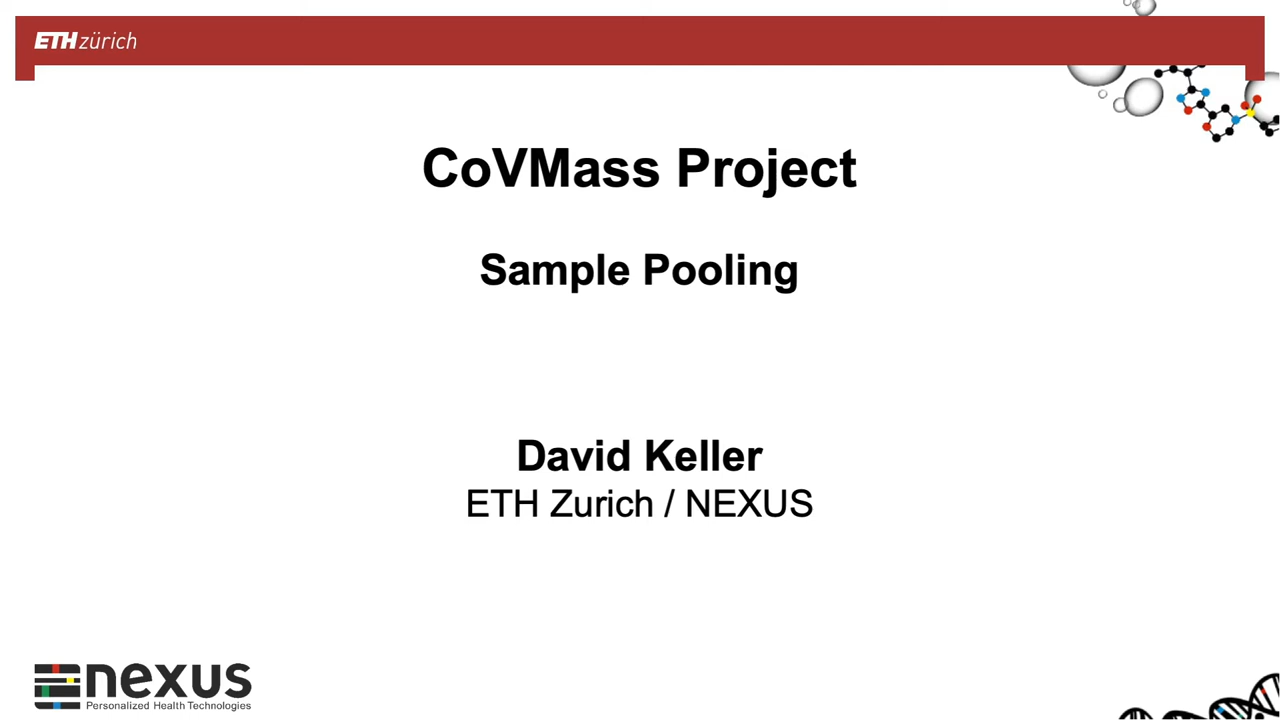 ETH zürich
CoVMass Project
Sample Pooling
David Keller
ETH Zurich / NEXUS
nexus
Personalized Health Technologies